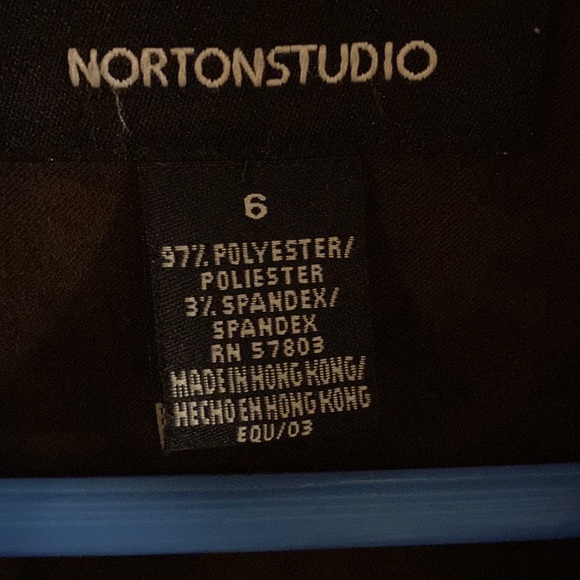 NORTONSTUDIO
6
97% POLYESTER/
POLIESTER
3% SPANDEX/
SPANDEX
RN 57803
MADE IN HONG KONG/
HECHO EN HONG KONG
EQU/03